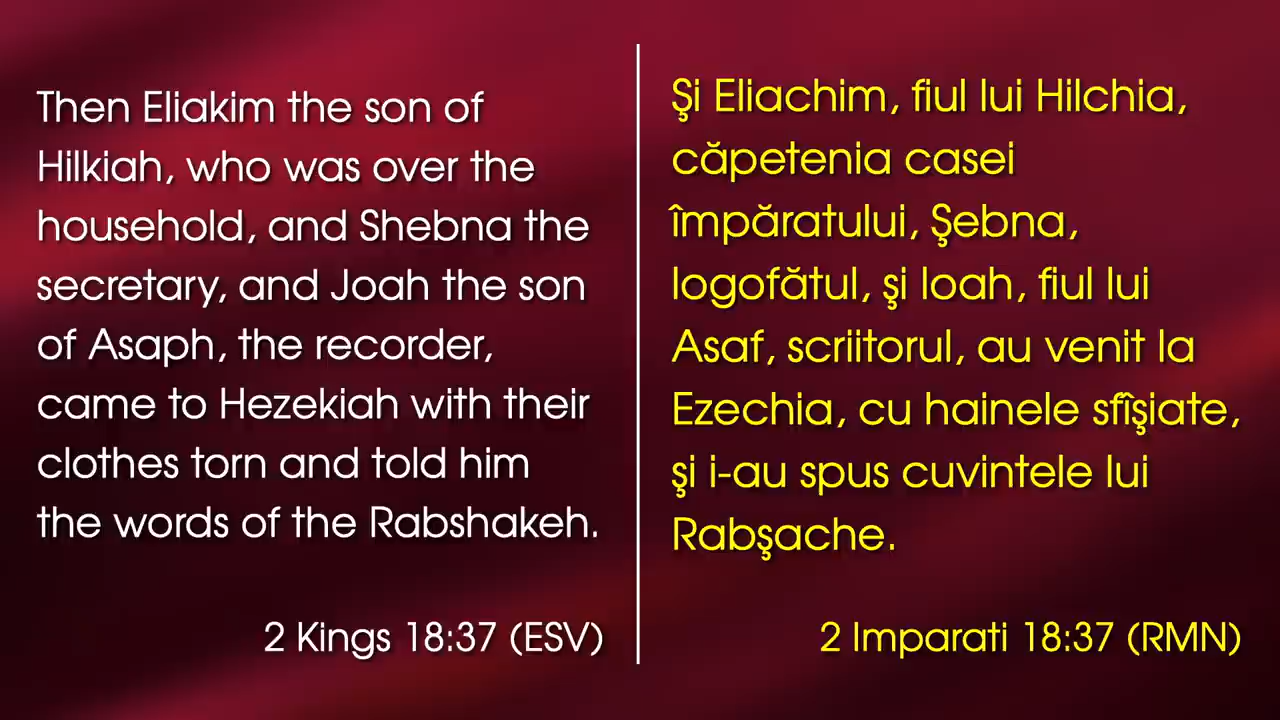 Then Eliakim the son of
Hilkiah, who was over the
household, and Shebna the
secretary, and Joah the son
of Asaph, the recorder,
came to Hezekiah with their
clothes torn and told him
the words of the Rabshakeh.
2 Kings 18:37 (ESV)
Şi Eliachim, fiul lui Hilchia,
căpetenia casei
împăratului, Şebna,
logofătul, şi Ioah, fiul lui
Asaf, scriitorul, au venit la
Ezechia, cu hainele sfîşiate,
şi i-au spus cuvintele lui
Rabşache.
2 Imparati 18:37 (RMN)